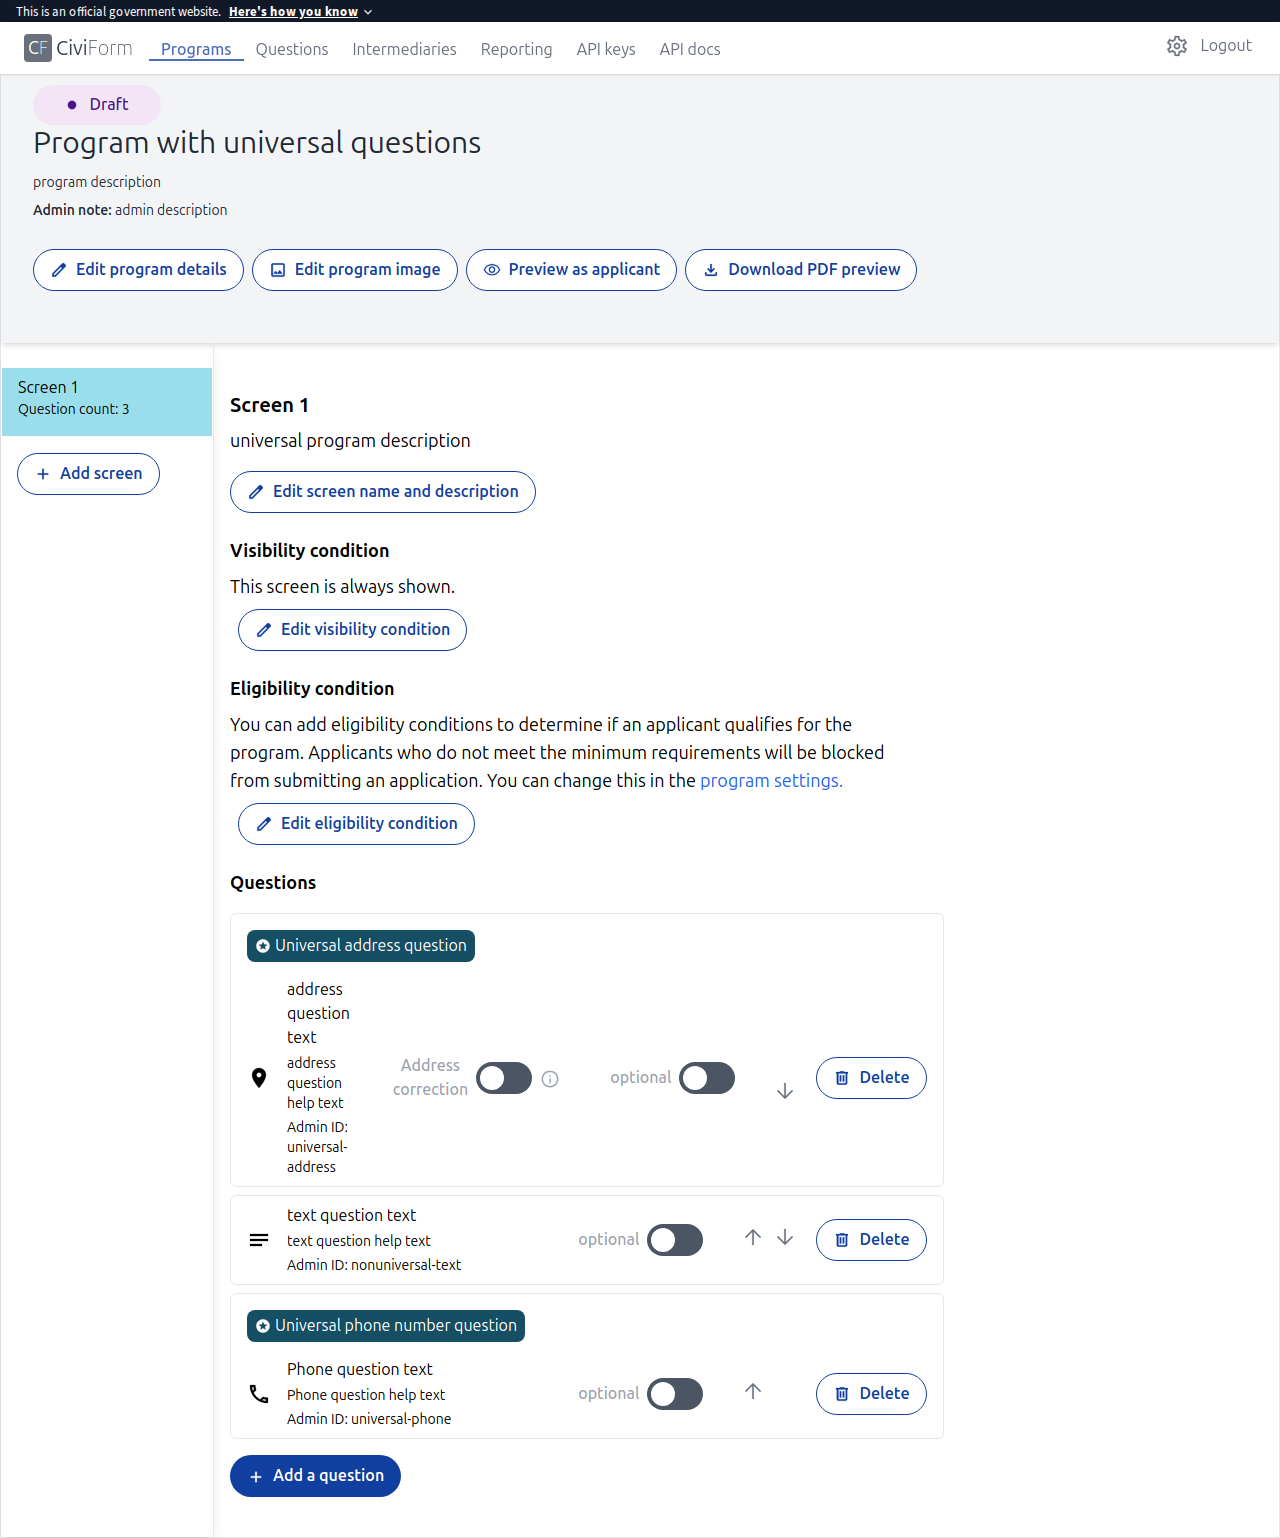 This is an official government website. Here's how you know
CF CiviForm Programs Questions Intermediaries Reporting API keys API docs Logout
Draft
Program with universal questions
program description
Admin note: admin description
Edit program details Edit program image Preview as applicant Download PDF preview
Screen 1
Question count: 3
Add screen
Screen 1
universal program description
Edit screen name and description
Visibility condition
This screen is always shown.
Edit visibility condition
Eligibility condition
You can add eligibility conditions to determine if an applicant qualifies for the
program. Applicants who do not meet the minimum requirements will be blocked
from submitting an application. You can change this in the program settings.
Edit eligibility condition
Questions
Universal address question
address
question
text
address
question
help text
Admin ID:
universal-
address
Address
correction
optional
Delete
text question text
text question help text
Admin ID: nonuniversal-text
optional
Delete
Universal phone number question
Phone question text
Phone question help text
Admin ID: universal-phone
optional
Delete
Add a question